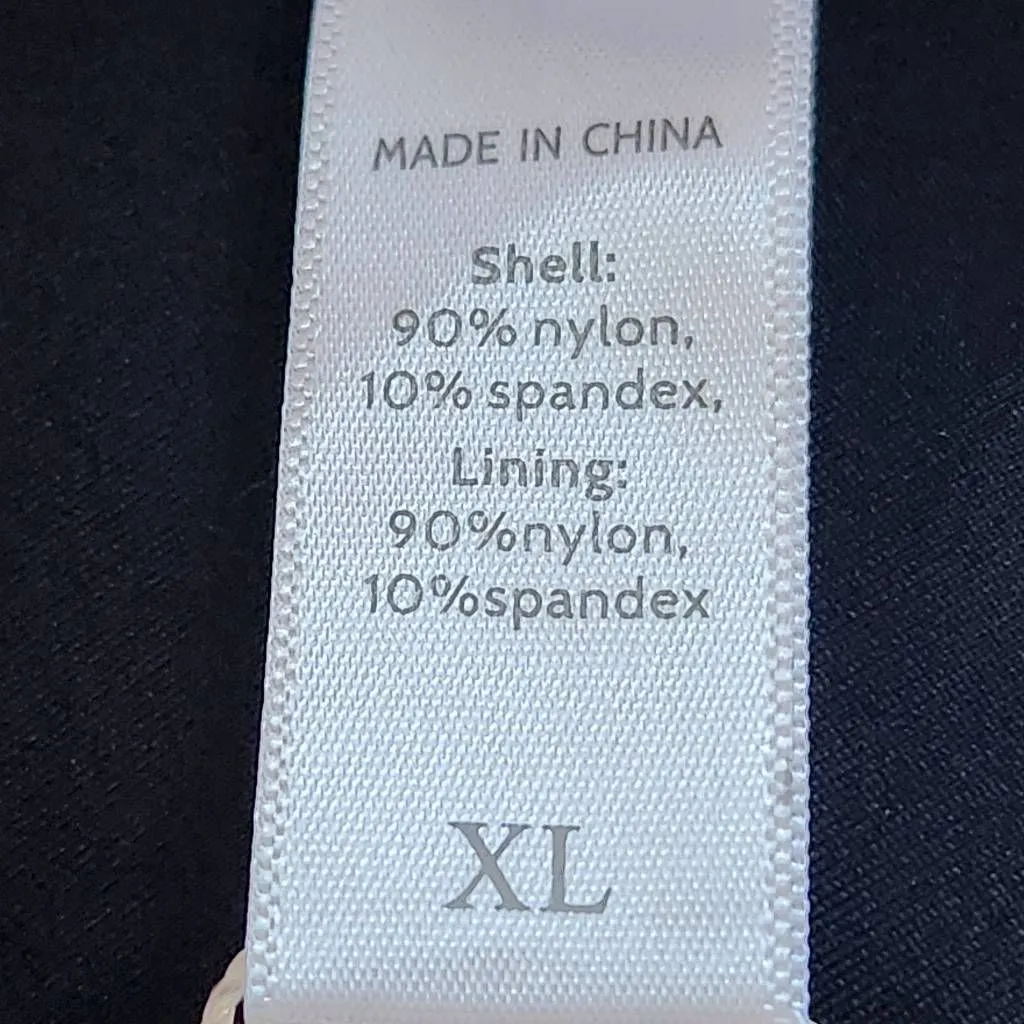 MADE IN CHINA
Shell:
90% nylon,
10% spandex,
Lining:
90%nylon,
10%spandex
XL